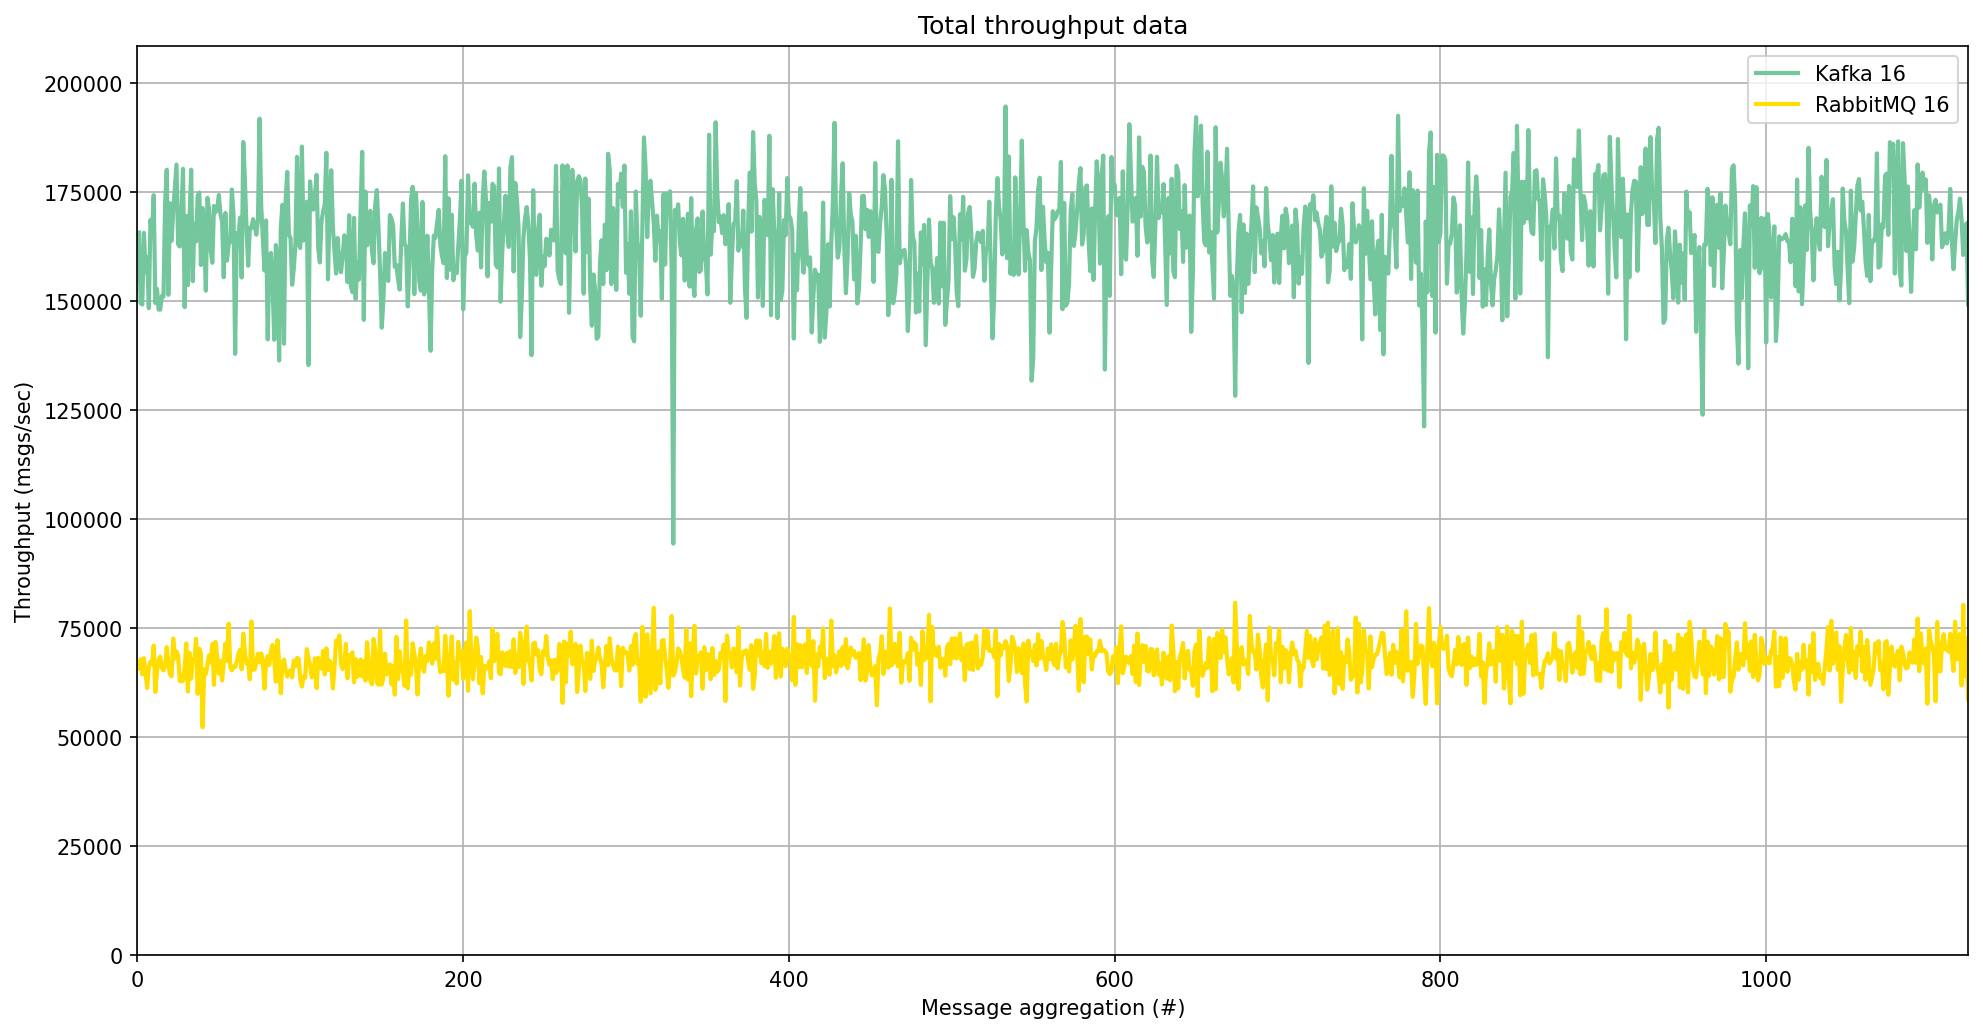 Total throughput data
Kafka 16
RabbitMQ 16
Throughput (msgs/sec)
200000
175000
150000
125000
100000
75000
50000
25000
0
0 200 400 600 800 1000
Message aggregation (#)